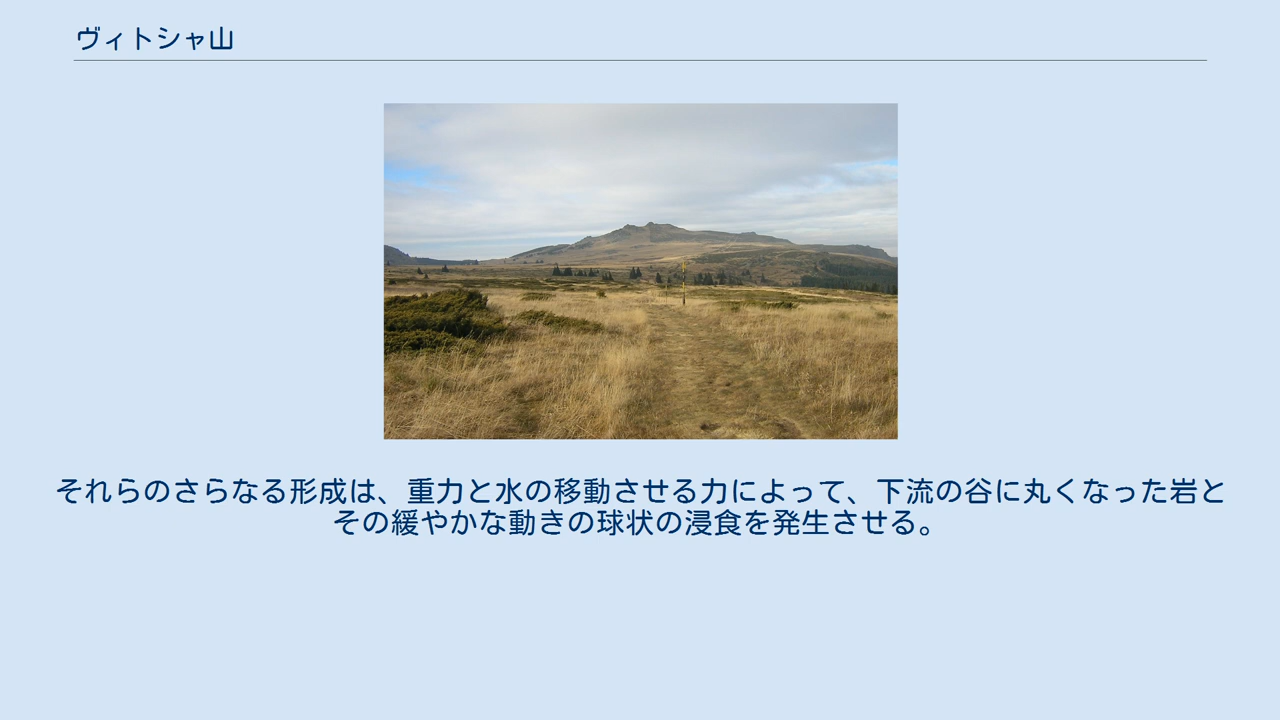 ヴィトシャ山
それらのさらなる形成は、重力と水の移動させる力によって、下流の谷に丸くなった岩と
その緩やかな動きの球状の浸食を発生させる。